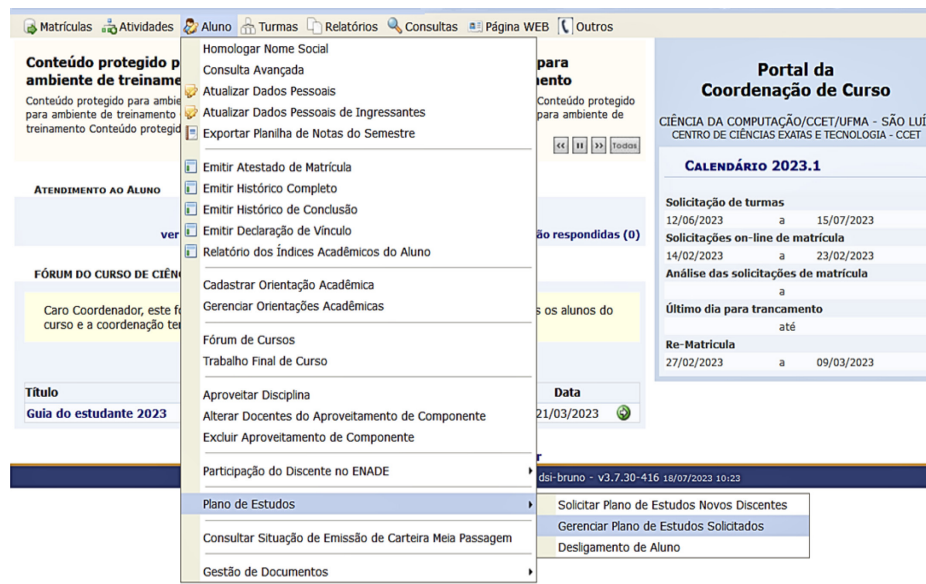 Matrículas Atividades Aluno Turmas Relatórios Consultas Página WEB Outros
Conteúdo protegido p
ambiente de treiname
Conteúdo protegido para ambie
para ambiente de treinamento
treinamento Conteúdo protegid
ATENDIMENTO AO ALUNO
ver
FÓRUM DO CURSO DE CIÊN
Caro Coordenador, este fo
curso e a coordenação te
Título
Guia do estudante 2023
Homologar Nome Social
Consulta Avançada
Atualizar Dados Pessoais
Atualizar Dados Pessoais de Ingressantes
Exportar Planilha de Notas do Semestre
Emitir Atestado de Matrícula
Emitir Histórico Completo
Emitir Histórico de Conclusão
Emitir Declaração de Vínculo
Relatório dos Índices Acadêmicos do Aluno
Cadastrar Orientação Acadêmica
Gerenciar Orientações Acadêmicas
Fórum de Cursos
Trabalho Final de Curso
Aproveitar Disciplina
Alterar Docentes do Aproveitamento de Componente
Excluir Aproveitamento de Componente
Participação do Discente no ENADE
Plano de Estudos
Consultar Situação de Emissão de Carteira Meia Passagem
Gestão de Documentos
Solicitar Plano de Estudos Novos Discentes
Gerenciar Plano de Estudos Solicitados
Desligamento de Aluno
para
ento
Conteúdo protegido
para ambiente de
Todas
ão respondidas (0)
s os alunos do
Data
21/03/2023
r
dsi-bruno - v3.7.30-416 18/07/2023 10:23
Portal da
Coordenação de Curso
CIÊNCIA DA COMPUTAÇÃO/CCET/UFMA - SÃO LUÍ
CENTRO DE CIÊNCIAS EXATAS E TECNOLOGIA - CCET
CALENDÁRIO 2023.1
Solicitação de turmas
12/06/2023 a 15/07/2023
Solicitações on-line de matrícula
14/02/2023 a 23/02/2023
Análise das solicitações de matrícula
a
Último dia para trancamento
até
Re-Matricula
27/02/2023 a 09/03/2023